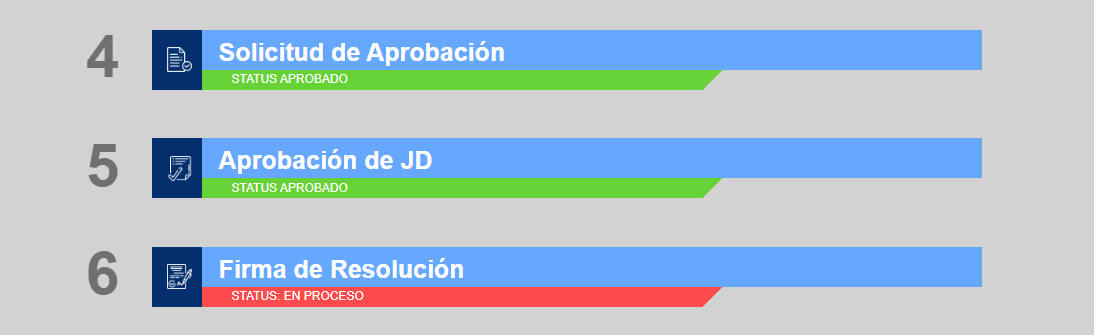 4
Solicitud de Aprobación
STATUS APROBADO
5
Aprobación de JD
STATUS APROBADO
6
Firma de Resolución
STATUS: EN PROCESO